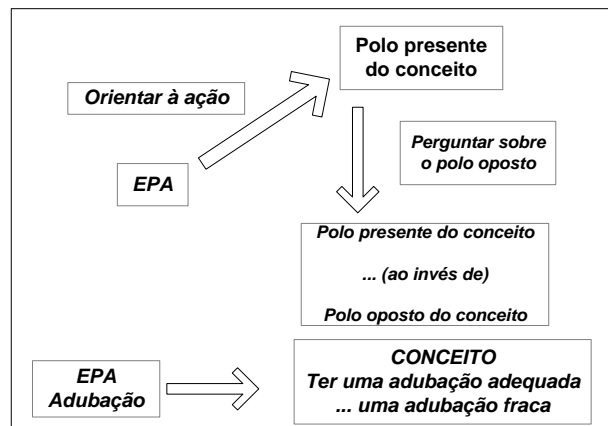 Polo presente
do conceito
Orientar à ação
EPA
Perguntar sobre
o polo oposto
Polo presente do conceito
... (ao invés de)
Polo oposto do conceito
EPA
Adubação
CONCEITO
Ter uma adubação adequada
... uma adubação fraca